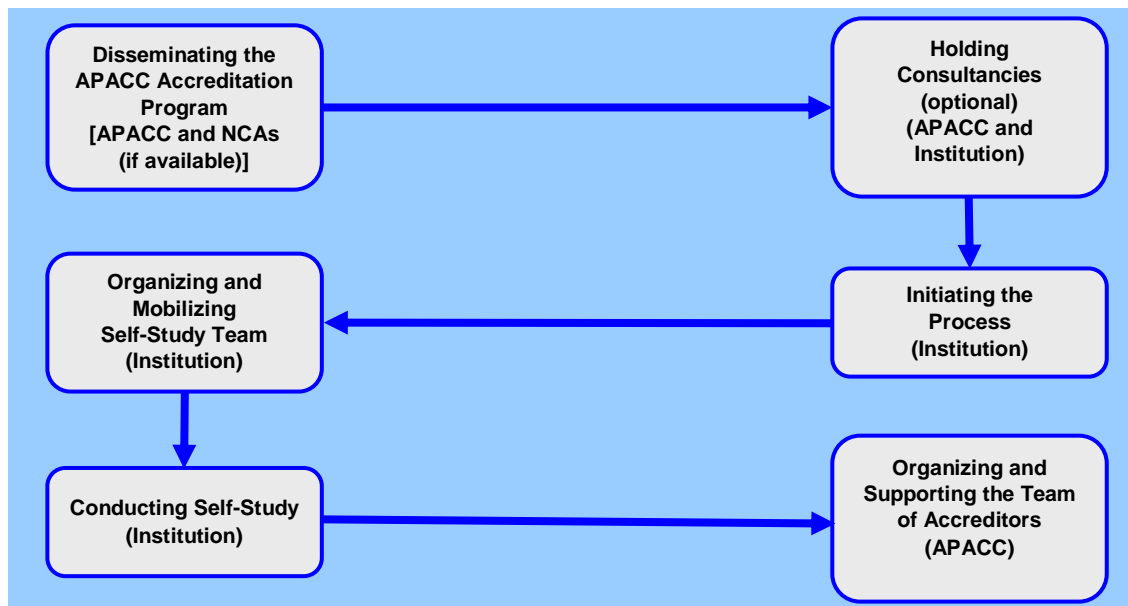 Disseminating the
APACC Accreditation
Program
[APACC and NCAs
(if available)]
Holding
Consultancies
(optional)
(APACC and
Institution)
Initiating the
Process
(Institution)
Organizing and
Mobilizing
Self-Study Team
(Institution)
Conducting Self-Study
(Institution)
Organizing and
Supporting the Team
of Accreditors
(APACC)